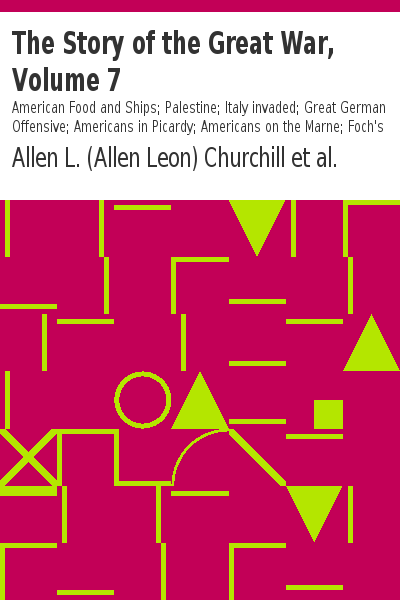 The Story of the Great War,
Volume 7
American Food and Ships; Palestine; Italy invaded; Great German
Offensive; Americans in Picardy; Americans on the Marne; Foch's
Allen L. (Allen Leon) Churchill et al.